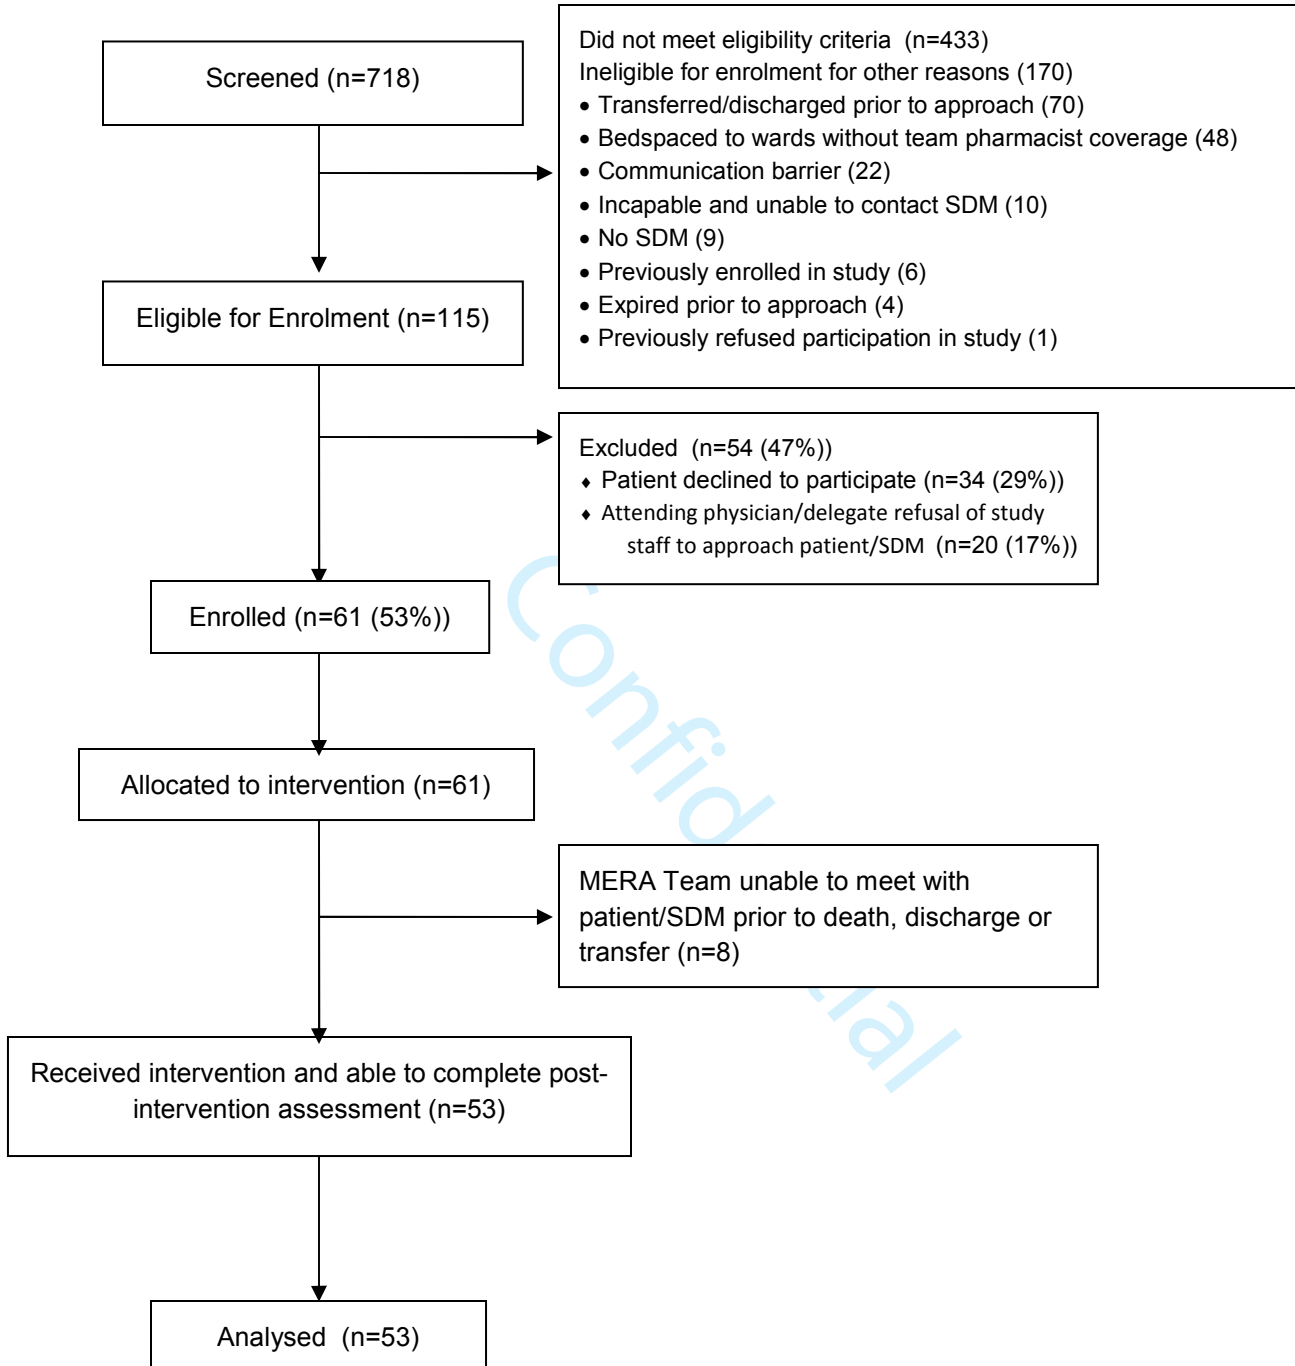 Screened (n=718)
Did not meet eligibility criteria (n=433)
Ineligible for enrolment for other reasons (170)
• Transferred/discharged prior to approach (70)
• Bedspaced to wards without team pharmacist coverage (48)
• Communication barrier (22)
• Incapable and unable to contact SDM (10)
• No SDM (9)
• Previously enrolled in study (6)
• Expired prior to approach (4)
• Previously refused participation in study (1)
Eligible for Enrolment (n=115)
Excluded (n=54 (47%))
♦ Patient declined to participate (n=34 (29%))
♦ Attending physician/delegate refusal of study
staff to approach patient/SDM (n=20 (17%))
Enrolled (n=61 (53%))
Allocated to intervention (n=61)
MERA Team unable to meet with
patient/SDM prior to death, discharge or
transfer (n=8)
Received intervention and able to complete post-
intervention assessment (n=53)
Analysed (n=53)
Confidential